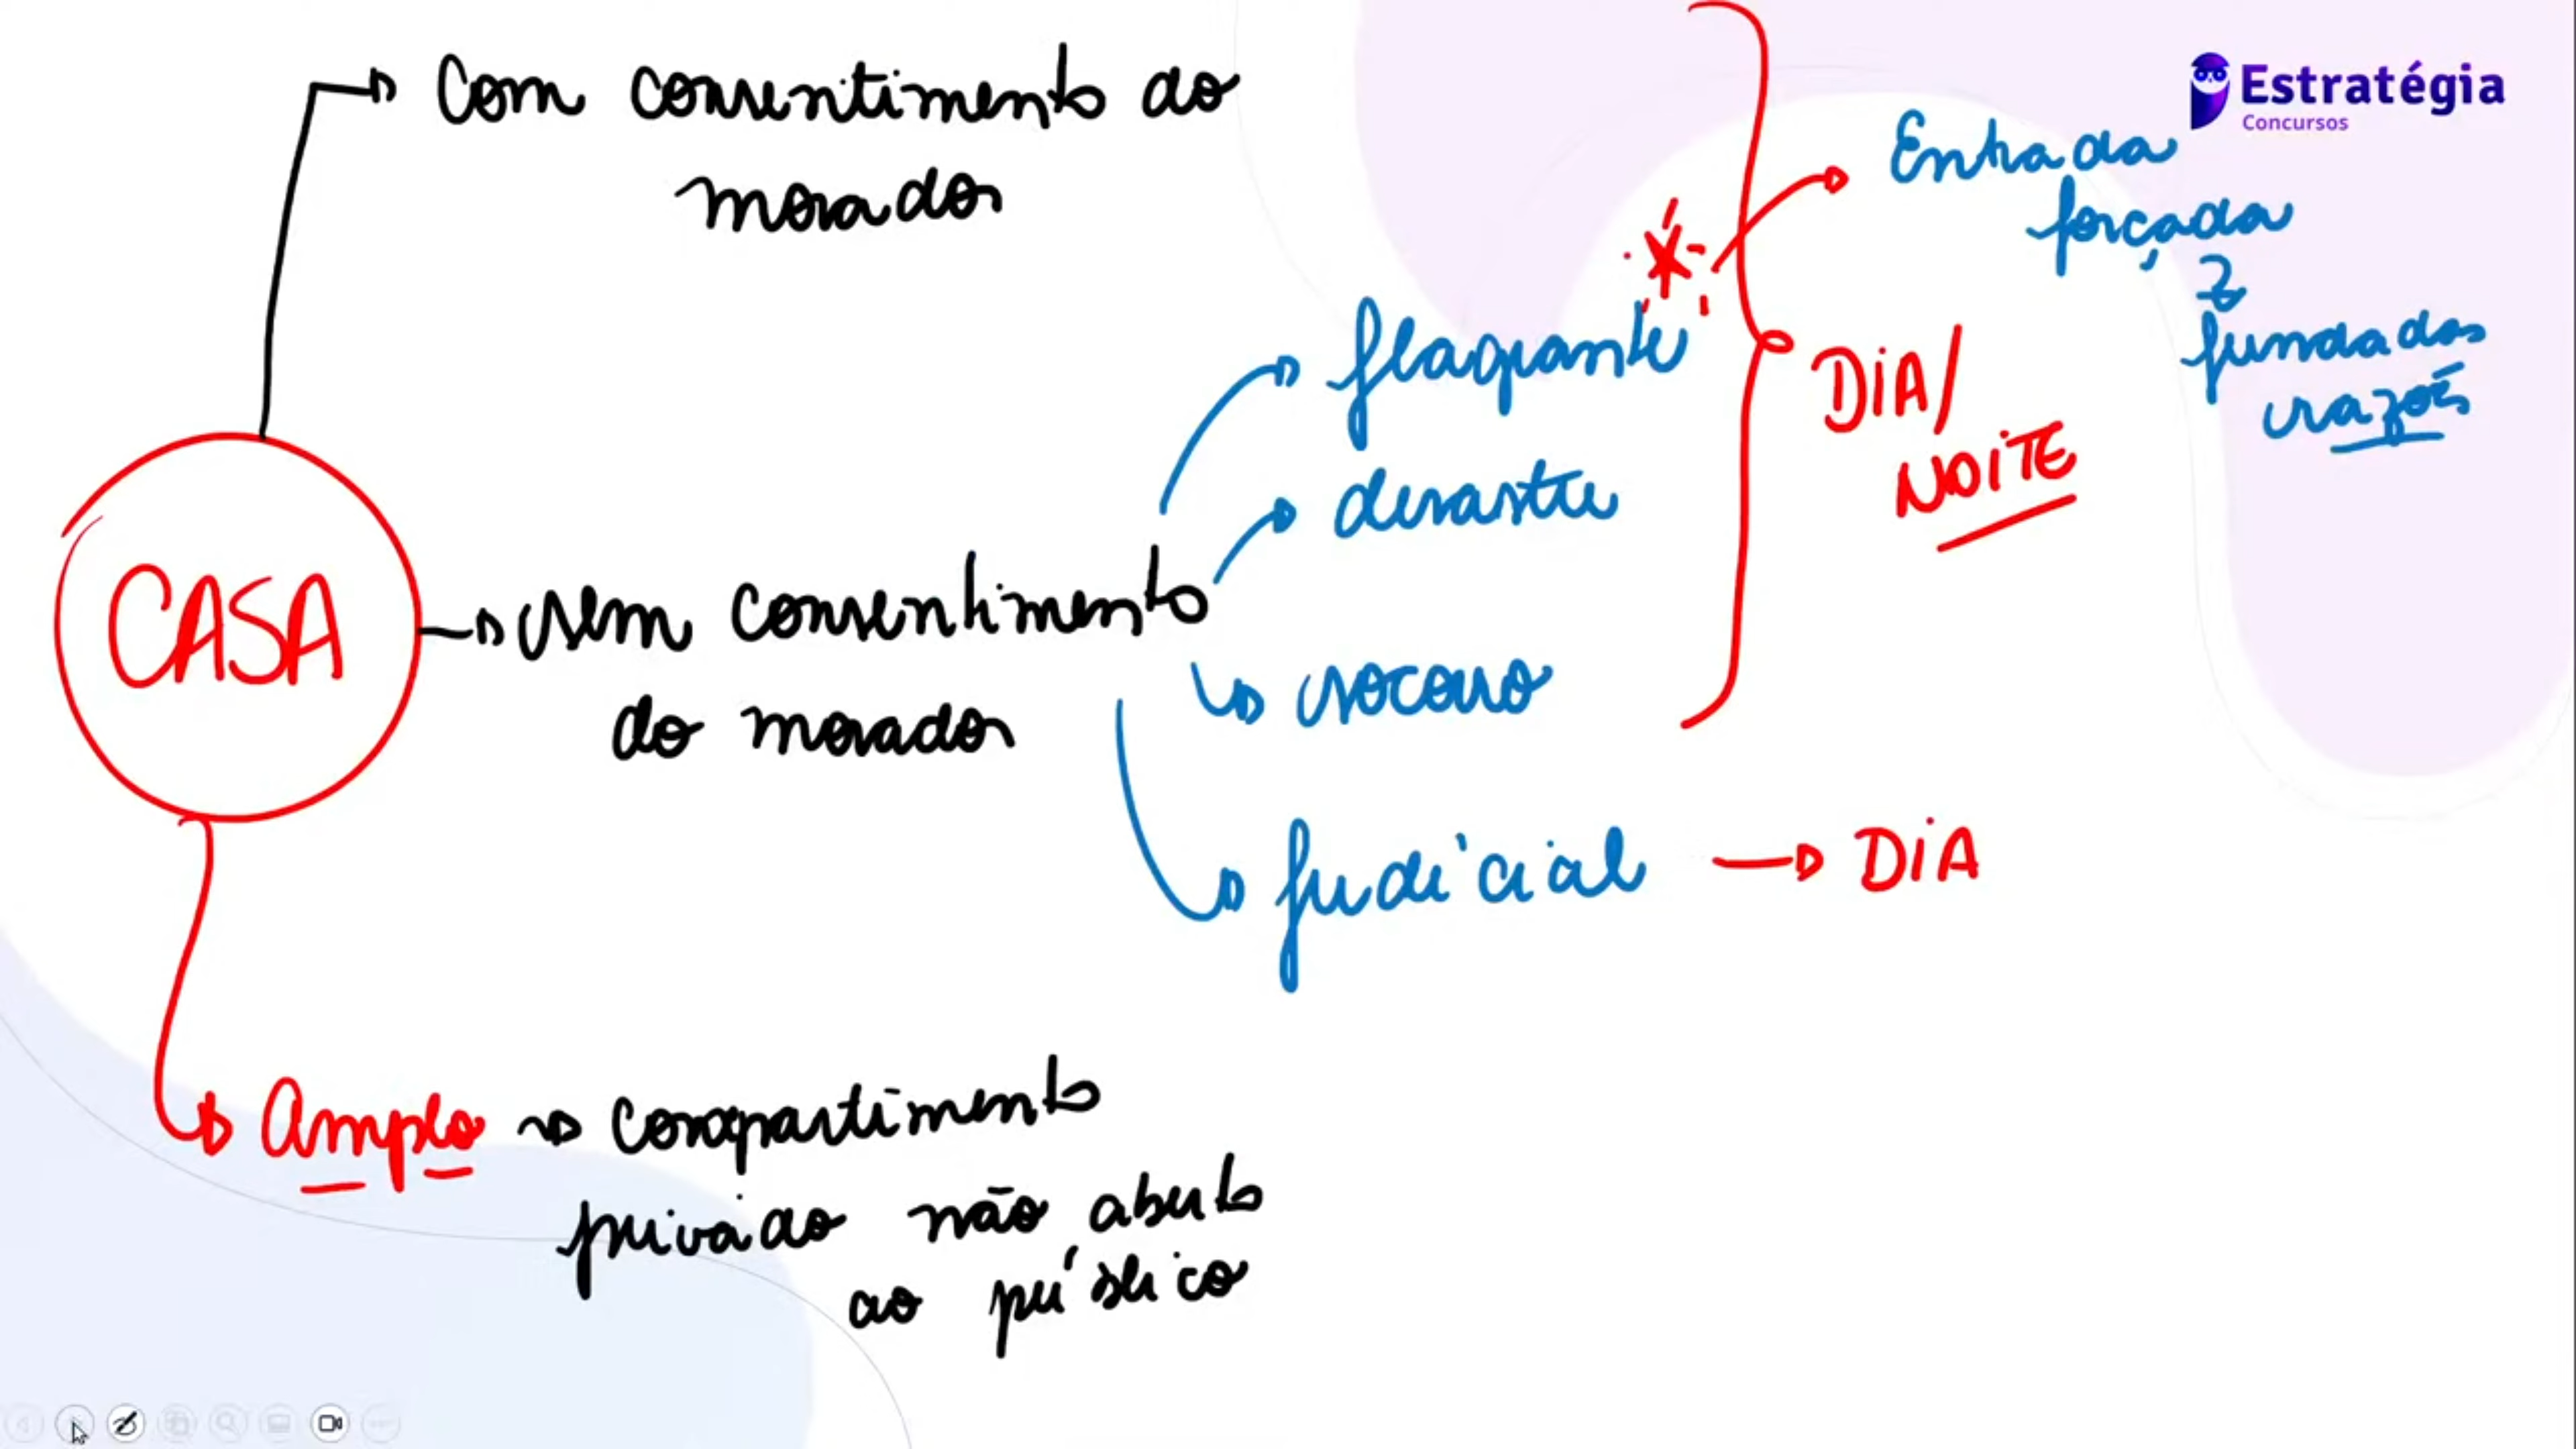 Com consentimento do
morador
Estratégia
Concursos
Entrada
forçada
fundadas
razões
flagrante
desastre
DIA/
NOITE
CASA
sem consentimento
do morador
socorro
Judicial
DIA
Amplo
compartimento
privado não aberto
ao público